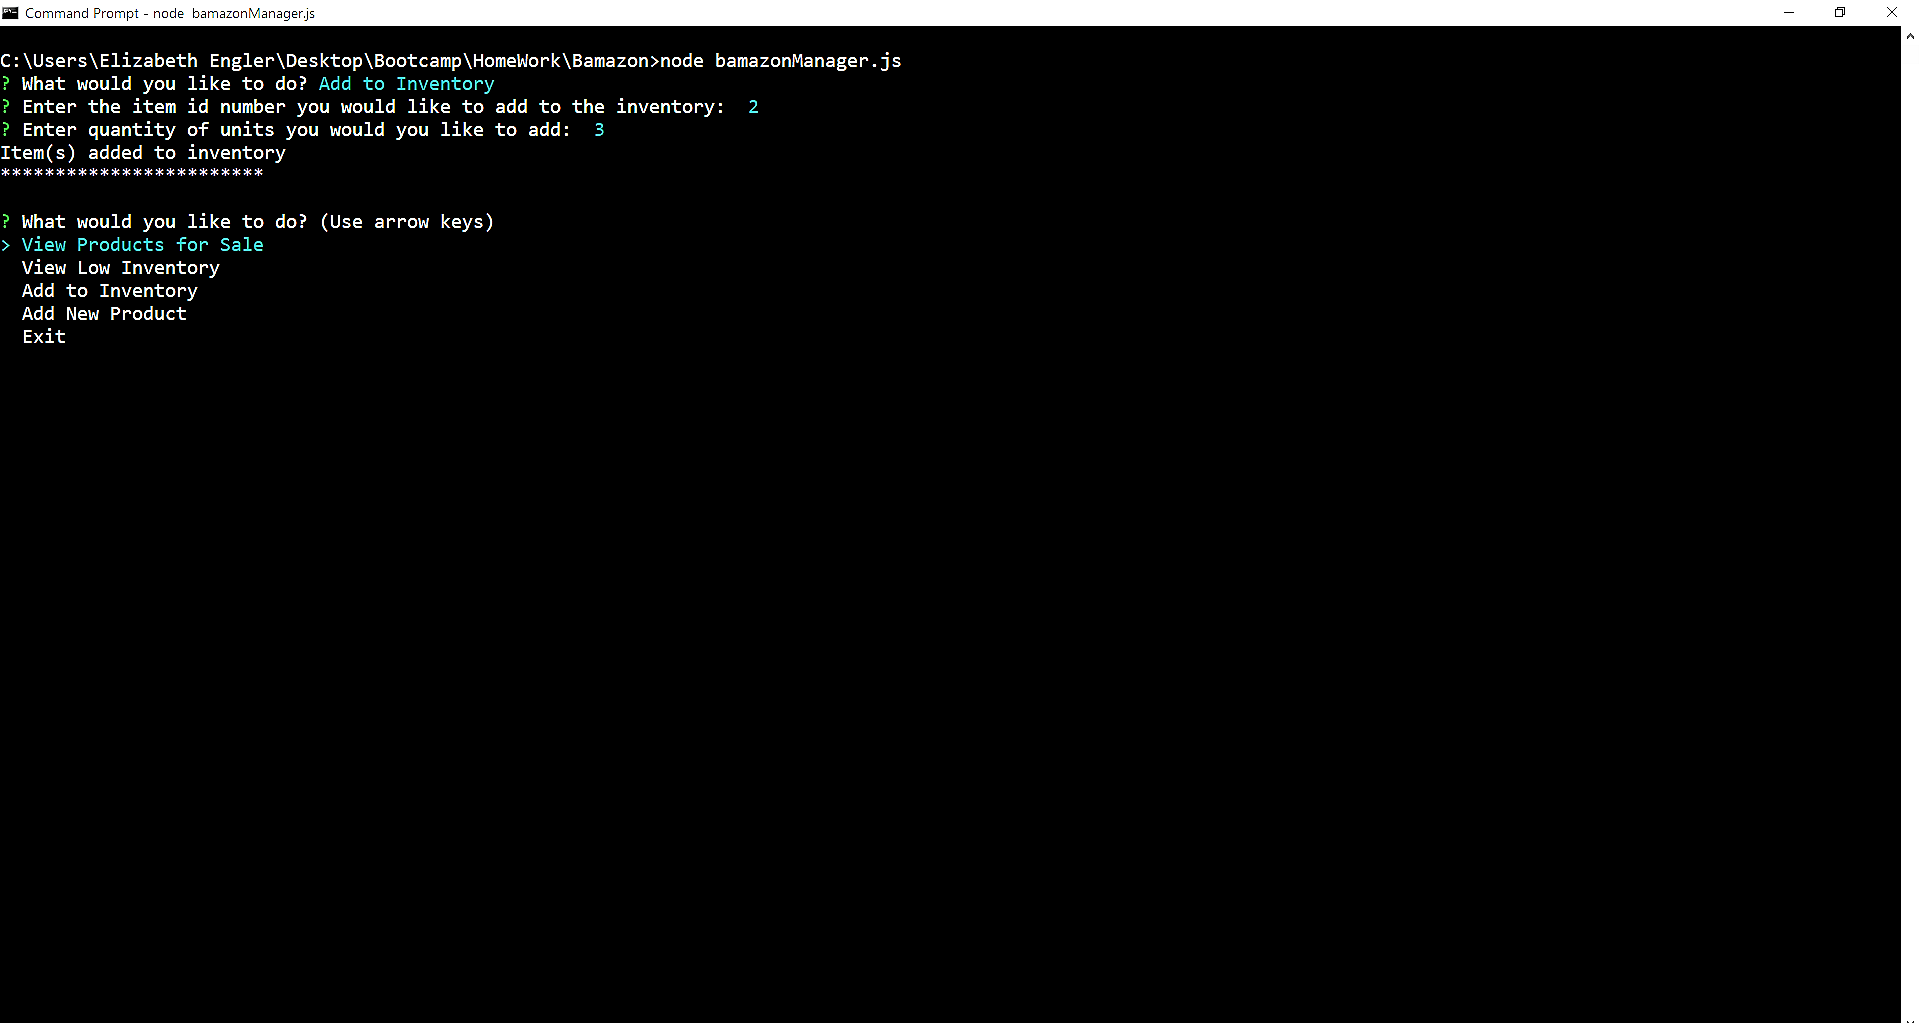 Command Prompt - node  bamazonManager.js
C:\Users\Elizabeth Engler\Desktop\Bootcamp\HomeWork\Bamazon>node bamazonManager.js
? What would you like to do? Add to Inventory
? Enter the item id number you would like to add to the inventory:  2
? Enter quantity of units you would you like to add:  3
Item(s) added to inventory
************************
? What would you like to do? (Use arrow keys)
> View Products for Sale
  View Low Inventory
  Add to Inventory
  Add New Product
  Exit